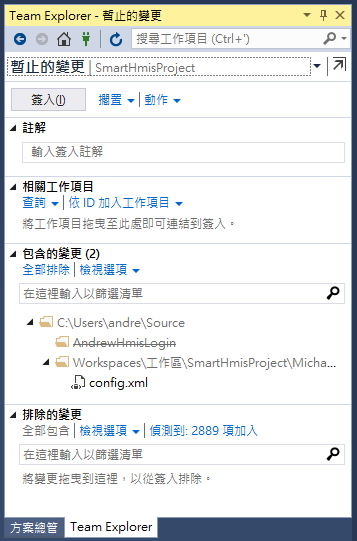 Team Explorer - 暫止的變更
搜尋工作項目 (Ctrl+')
暫止的變更 | SmartHmisProject
簽入(I) 擱置 | 動作
註解
輸入簽入註解
相關工作項目
查詢 | 依 ID 加入工作項目
將工作項目拖曳至此處即可連結到簽入。
包含的變更 (2)
全部排除 | 檢視選項
在這裡輸入以篩選清單
C:\Users\andre\Source
AndrewHmisLogin
Workspaces\工作區\SmartHmisProject\Micha...
config.xml
排除的變更
全部包含 | 檢視選項 | 偵測到: 2889 項加入
在這裡輸入以篩選清單
將變更拖曳到這裡，以從簽入排除。
方案總管 Team Explorer